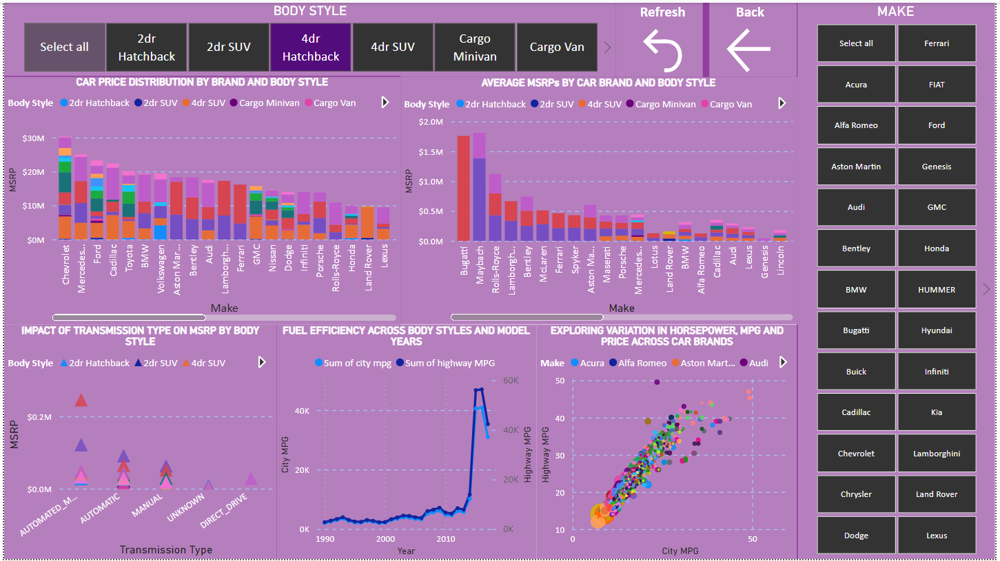 BODY STYLE
Refresh
Back
MAKE
Select all
2dr
Hatchback
2dr SUV
4dr
Hatchback
4dr SUV
Cargo
Minivan
Cargo Van
CAR PRICE DISTRIBUTION BY BRAND AND BODY STYLE
Body Style 2dr Hatchback 2dr SUV 4dr SUV Cargo Minivan Cargo Van
MSRP
$30M
$20M
$10M
$0M
Chevrolet
Mercedes...
Ford
Cadillac
Toyota
BMW
Volkswagen
Aston Mar...
Bentley
Audi
Lamborgh...
Ferrari
GMC
Nissan
Dodge
Infiniti
Porsche
Rolls-Royce
Honda
Land Rover
Lexus
Make
AVERAGE MSRPs BY CAR BRAND AND BODY STYLE
Body Style 2dr Hatchback 2dr SUV 4dr SUV Cargo Minivan Cargo Van
MSRP
$2.0M
$1.5M
$1.0M
$0.5M
$0.0M
Bugatti
Maybach
Rolls-Royce
Lamborgh...
Bentley
McLaren
Ferrari
Spyker
Aston Ma...
Maserati
Porsche
Mercedes...
Lotus
Land Rover
BMW
Alfa Romeo
Cadillac
Audi
Lexus
Genesis
Lincoln
Make
IMPACT OF TRANSMISSION TYPE ON MSRP BY BODY
STYLE
Body Style 2dr Hatchback 2dr SUV 4dr SUV
MSRP
$0.2M
$0.0M
AUTOMATED_M...
AUTOMATIC
MANUAL
UNKNOWN
DIRECT_DRIVE
Transmission Type
FUEL EFFICIENCY ACROSS BODY STYLES AND MODEL
YEARS
Sum of city mpg Sum of highway MPG
City MPG
40K
20K
0K
60K
40K
20K
0K
Highway MPG
1990 2000 2010
Year
EXPLORING VARIATION IN HORSEPOWER, MPG AND
PRICE ACROSS CAR BRANDS
Make Acura Alfa Romeo Aston Mart... Audi
Highway MPG
50
40
30
20
10
0 50
City MPG
Select all Ferrari
Acura FIAT
Alfa Romeo Ford
Aston Martin Genesis
Audi GMC
Bentley Honda
BMW HUMMER
Bugatti Hyundai
Buick Infiniti
Cadillac Kia
Chevrolet Lamborghini
Chrysler Land Rover
Dodge Lexus